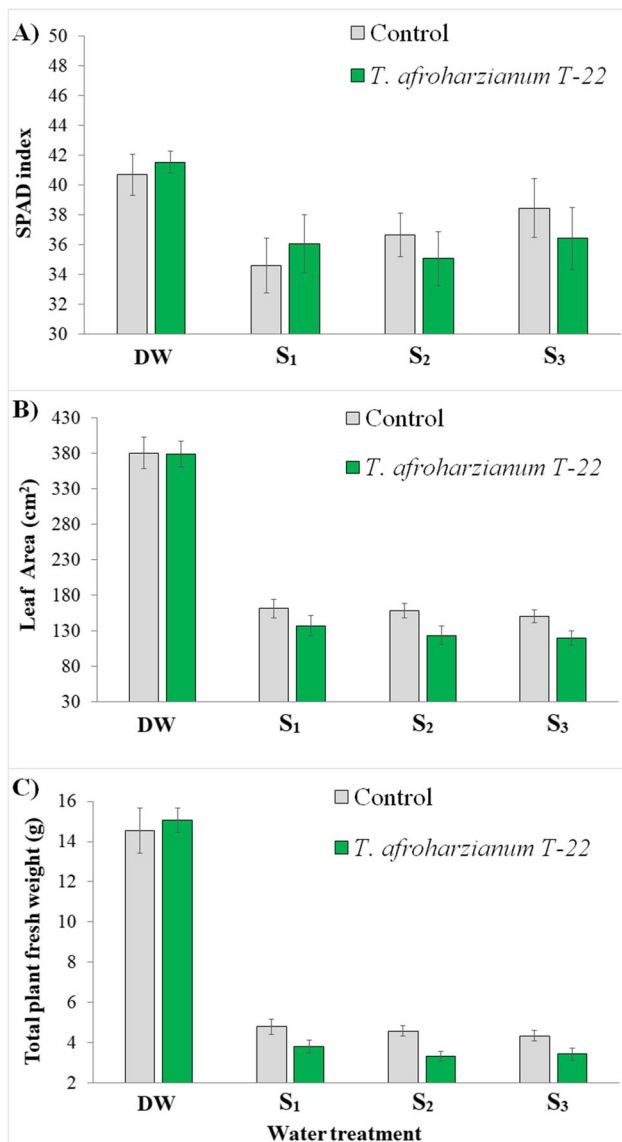 A)
Control
T. afroharzianum T-22
SPAD index
50
48
46
44
42
40
38
36
34
32
30
DW S₁ S₂ S₃
B)
Control
T. afroharzianum T-22
Leaf Area (cm²)
430
380
330
280
230
180
130
80
30
DW S₁ S₂ S₃
C)
Control
T. afroharzianum T-22
Total plant fresh weight (g)
16
14
12
10
8
6
4
2
DW S₁ S₂ S₃
Water treatment